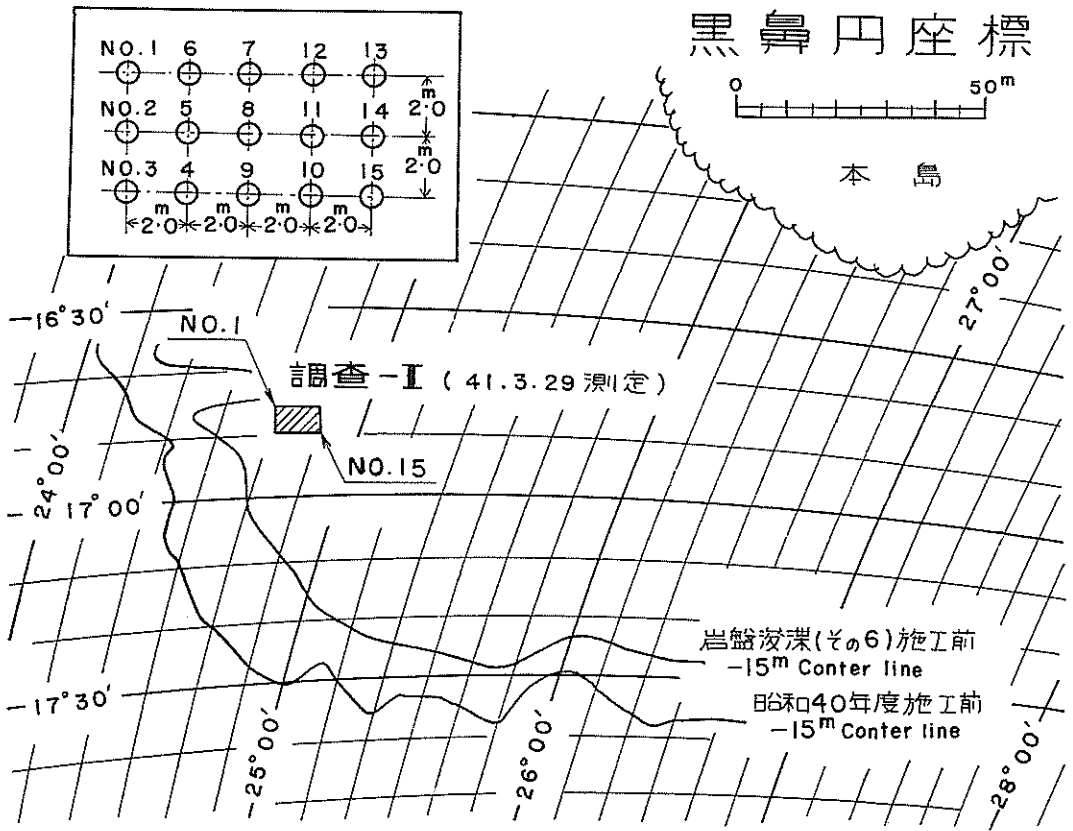 黒鼻円座標
0 50m
本島
NO.1 6 7 12 13
NO.2 5 8 11 14
NO.3 4 9 10 15
m 2.0
m 2.0
m 2.0 m 2.0 m 2.0 m 2.0
-16°30′
NO.1
調査-II (41.3.29測定)
NO.15
27°00′
24°00′
-17°00′
岩盤浚渫(その6)施工前
-15m Conter line
-17°30′
昭和40年度施工前
-15m Conter line
-25°00′
-26°00′
-28°00′